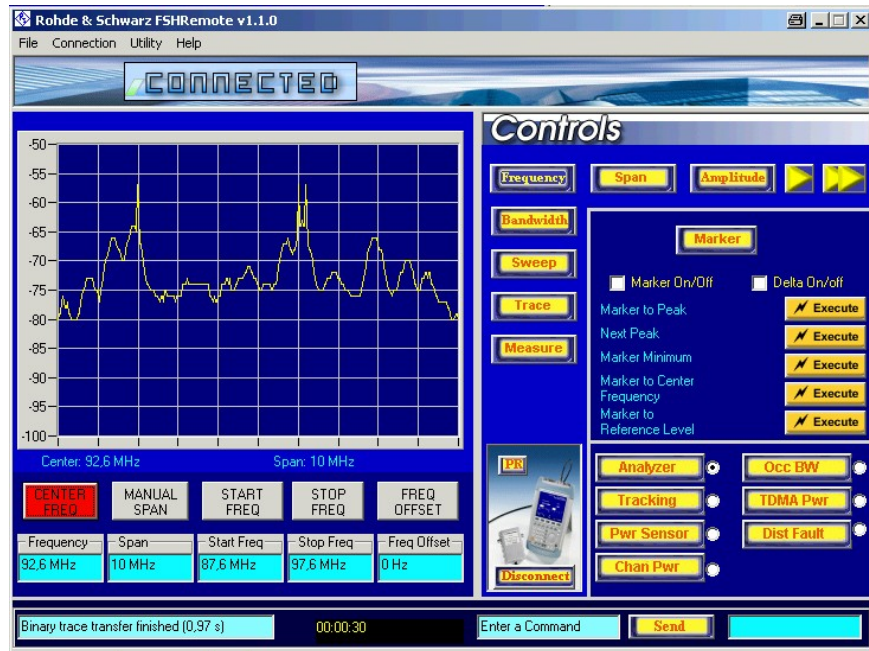 Rohde & Schwarz FSHRemote v1.1.0
File Connection Utility Help
CONNECTED
Controls
-50
-55
-60
-65
-70
-75
-80
-85
-90
-95
-100
Center: 92,6 MHz Span: 10 MHz
CENTER FREQ
MANUAL SPAN
START FREQ
STOP FREQ
FREQ OFFSET
Frequency Span Start Freq Stop Freq Freq Offset
92,6 MHz 10 MHz 87,6 MHz 97,6 MHz 0 Hz
Frequency Span Amplitude
Bandwidth
Sweep
Trace
Measure
Marker
Marker On/Off Delta On/off
Marker to Peak Execute
Next Peak Execute
Marker Minimum Execute
Marker to Center
Frequency Execute
Marker to
Reference Level Execute
PR
Disconnect
Analyzer Occ BW
Tracking TDMA Pwr
Pwr Sensor Dist Fault
Chan Pwr
Binary trace transfer finished (0,97 s) 00:00:30 Enter a Command Send